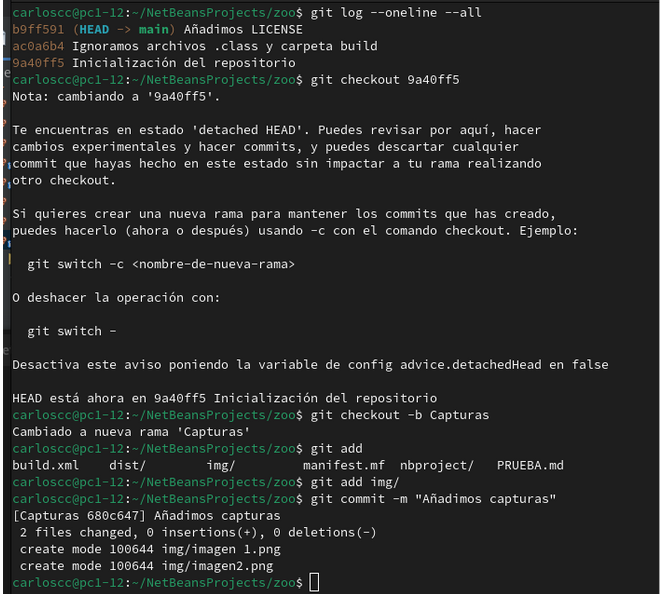 carloscc@pc1-12:~/NetBeansProjects/zoo$ git log --oneline --all
b9ff591 (HEAD -> main) Añadimos LICENSE
ac0a6b4 Ignoramos archivos .class y carpeta build
9a40ff5 Inicialización del repositorio
carloscc@pc1-12:~/NetBeansProjects/zoo$ git checkout 9a40ff5
Nota: cambiando a '9a40ff5'.

Te encuentras en estado 'detached HEAD'. Puedes revisar por aquí, hacer
cambios experimentales y hacer commits, y puedes descartar cualquier
commit que hayas hecho en este estado sin impactar a tu rama realizando
otro checkout.

Si quieres crear una nueva rama para mantener los commits que has creado,
puedes hacerlo (ahora o después) usando -c con el comando checkout. Ejemplo:

  git switch -c <nombre-de-nueva-rama>

O deshacer la operación con:

  git switch -

Desactiva este aviso poniendo la variable de config advice.detachedHead en false

HEAD está ahora en 9a40ff5 Inicialización del repositorio
carloscc@pc1-12:~/NetBeansProjects/zoo$ git checkout -b Capturas
Cambiado a nueva rama 'Capturas'
carloscc@pc1-12:~/NetBeansProjects/zoo$ git add
build.xml    dist/        img/         manifest.mf  nbproject/   PRUEBA.md
carloscc@pc1-12:~/NetBeansProjects/zoo$ git add img/
carloscc@pc1-12:~/NetBeansProjects/zoo$ git commit -m "Añadimos capturas"
[Capturas 680c647] Añadimos capturas
 2 files changed, 0 insertions(+), 0 deletions(-)
 create mode 100644 img/imagen 1.png
 create mode 100644 img/imagen2.png
carloscc@pc1-12:~/NetBeansProjects/zoo$